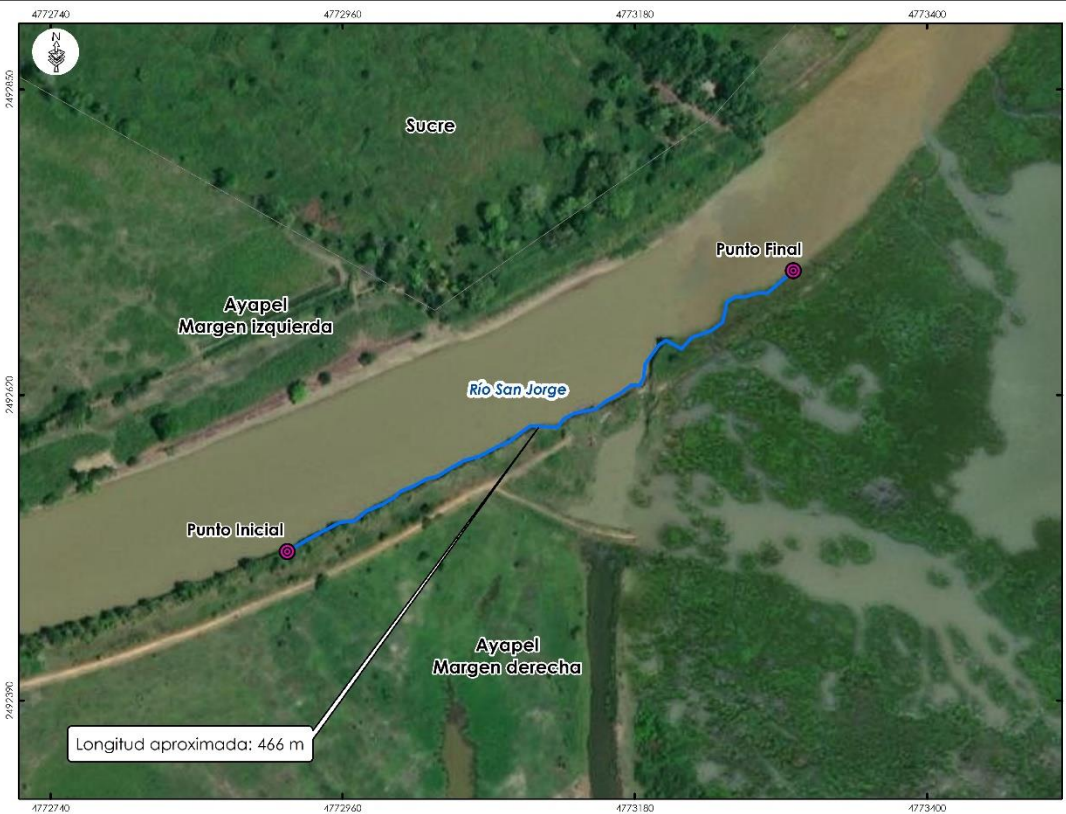 4772740
4772960
4773180
4773400
N
2492850
Sucre
Punto Final
Ayapel
Margen izquierda
2492620
Río San Jorge
Punto Inicial
Ayapel
Margen derecha
2492390
Longitud aproximada: 466 m
4772740
4772960
4773180
4773400